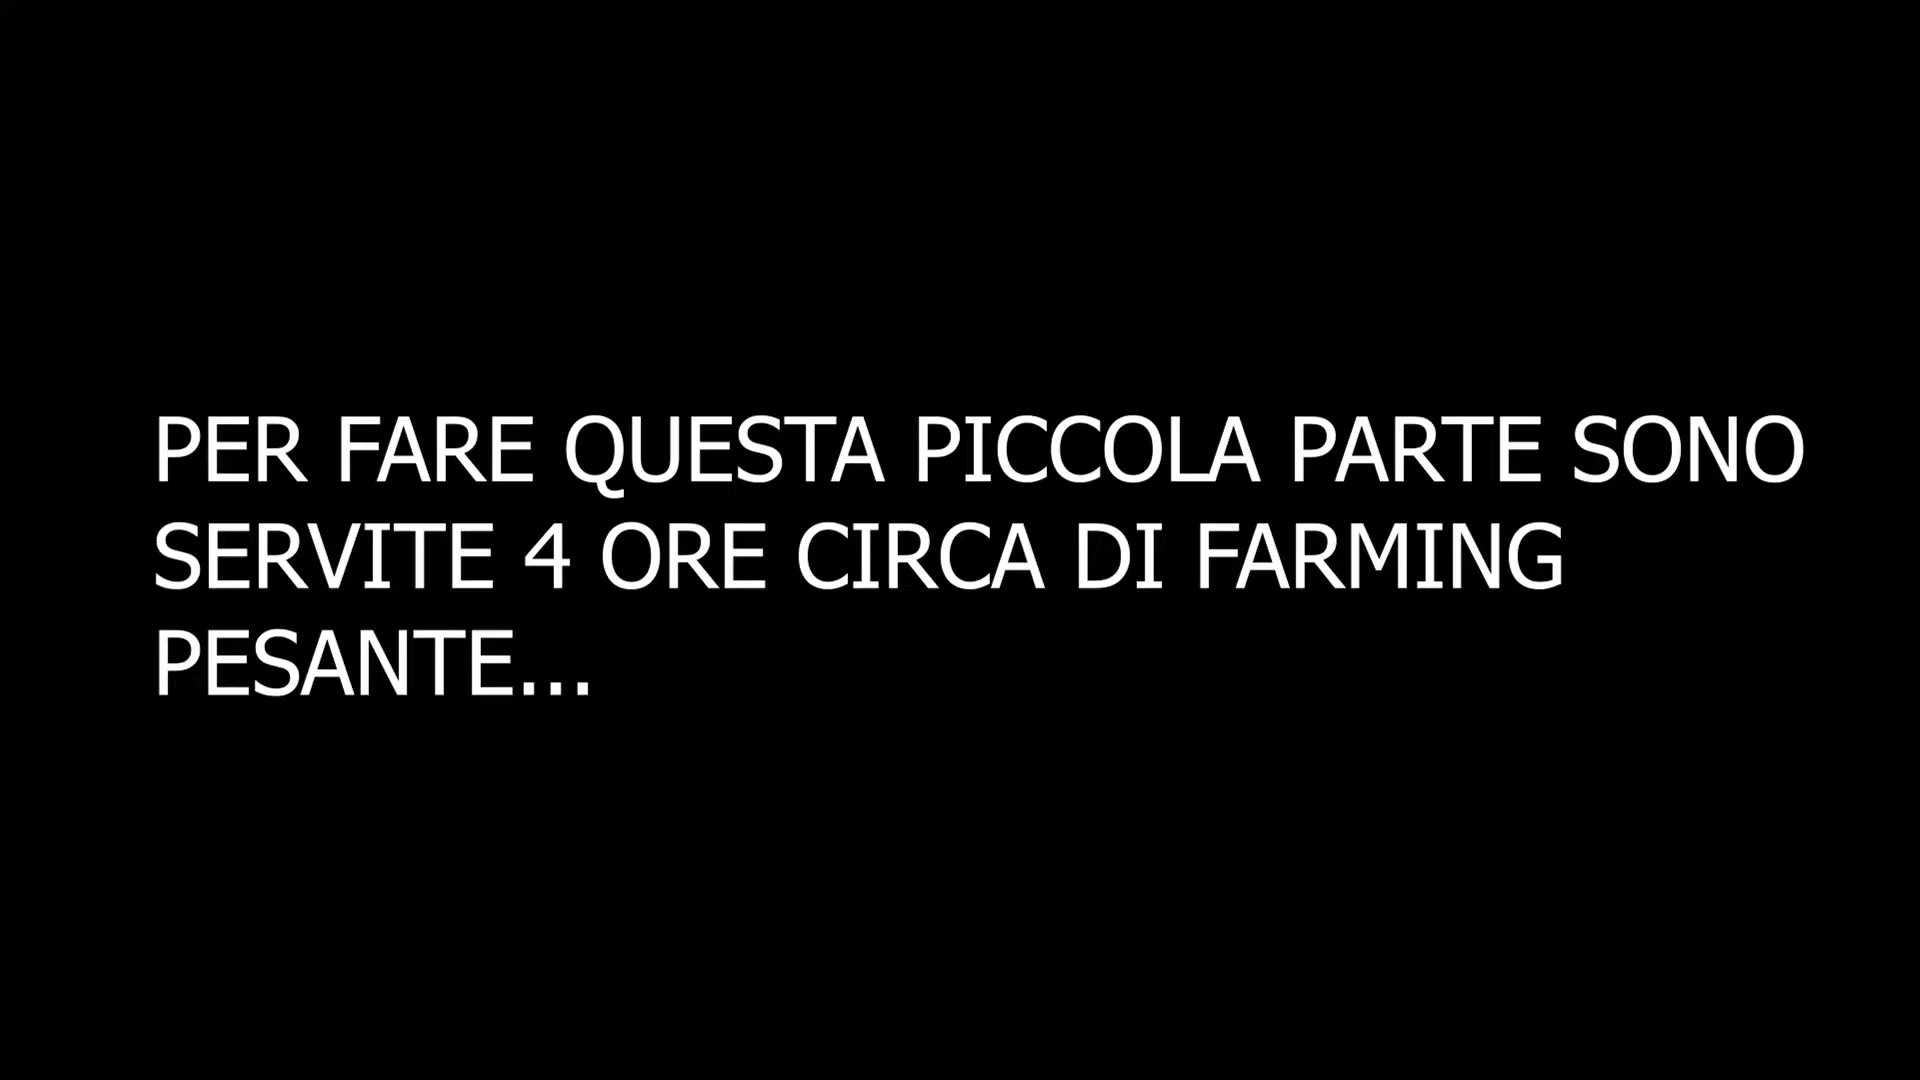 PER FARE QUESTA PICCOLA PARTE SONO
SERVITE 4 ORE CIRCA DI FARMING
PESANTE...